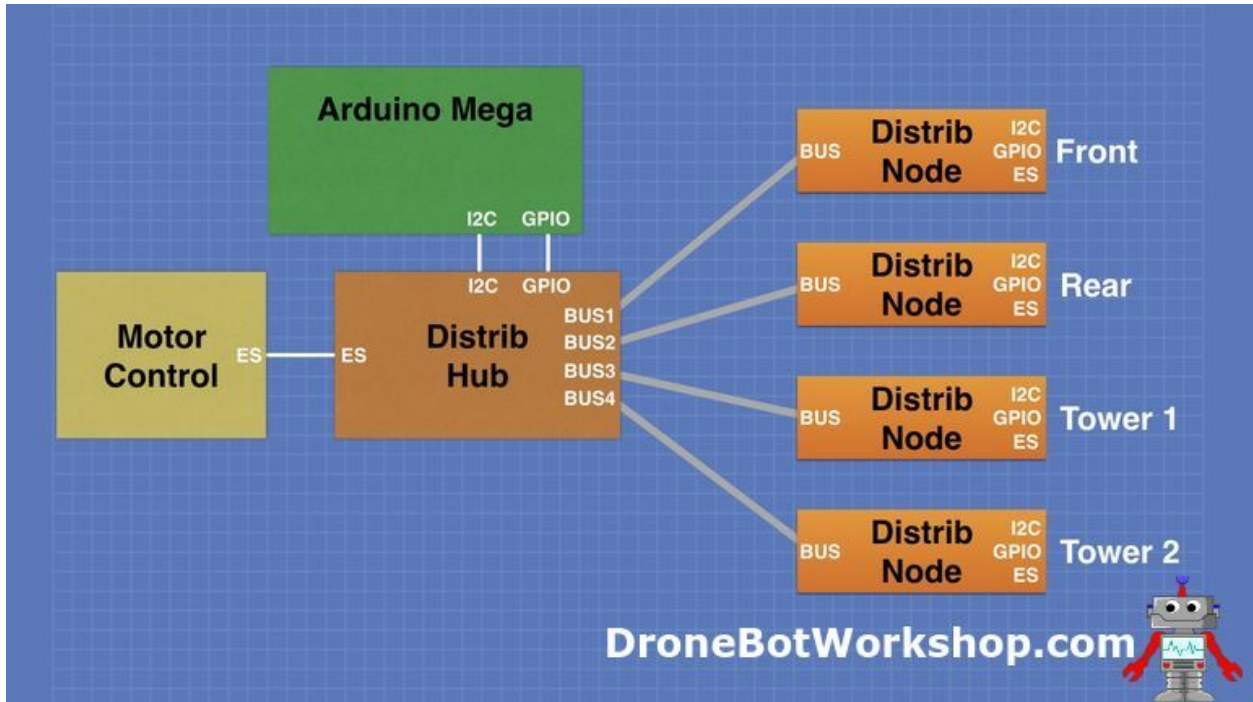 Arduino Mega
I2C GPIO
Motor
Control
ES
ES
I2C GPIO
Distrib
Hub
BUS1
BUS2
BUS3
BUS4
BUS
Distrib
Node
I2C
GPIO
ES
Front
BUS
Distrib
Node
I2C
GPIO
ES
Rear
BUS
Distrib
Node
I2C
GPIO
ES
Tower 1
BUS
Distrib
Node
I2C
GPIO
ES
Tower 2
DroneBotWorkshop.com